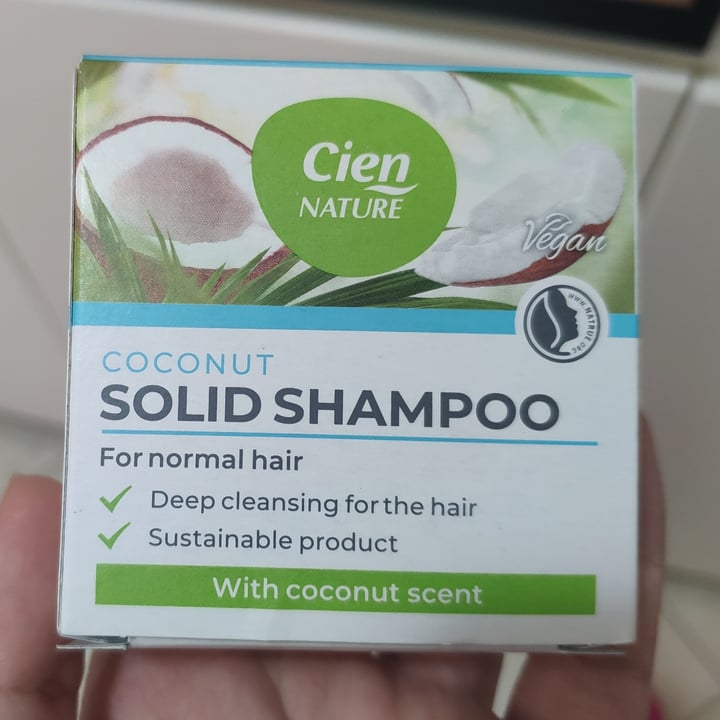 Cien
NATURE
Vegan
WWW.NATRUE.ORG
COCONUT
SOLID SHAMPOO
For normal hair
Deep cleansing for the hair
Sustainable product
With coconut scent